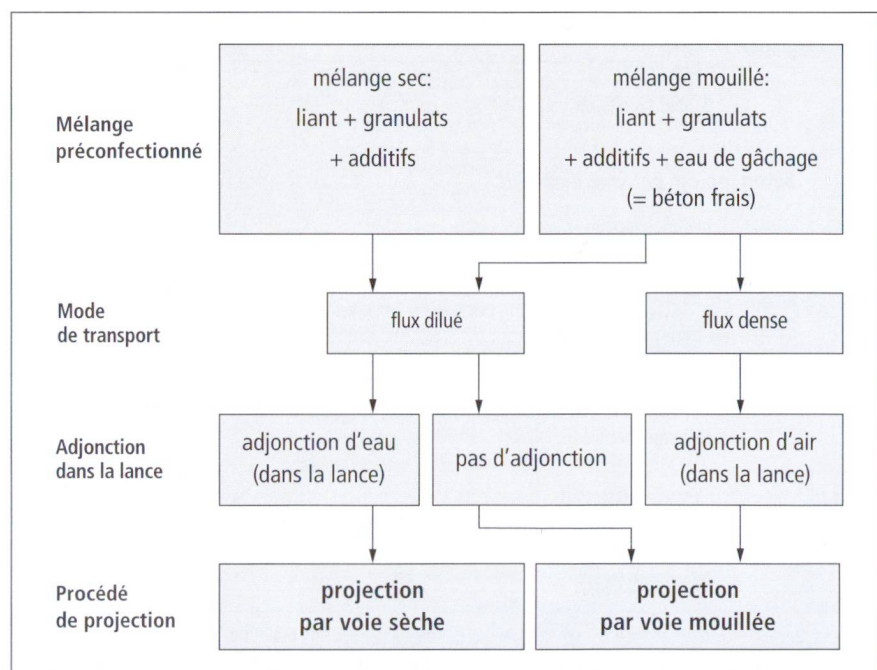 mélange sec:
liant + granulats
+ additifs
mélange mouillé:
liant + granulats
+ additifs + eau de gâchage
(= béton frais)
Mélange
préconfectionné
Mode
de transport
flux dilué
flux dense
Adjonction
dans la lance
adjonction d'eau
(dans la lance)
pas d'adjonction
adjonction d'air
(dans la lance)
Procédé
de projection
projection
par voie sèche
projection
par voie mouillée